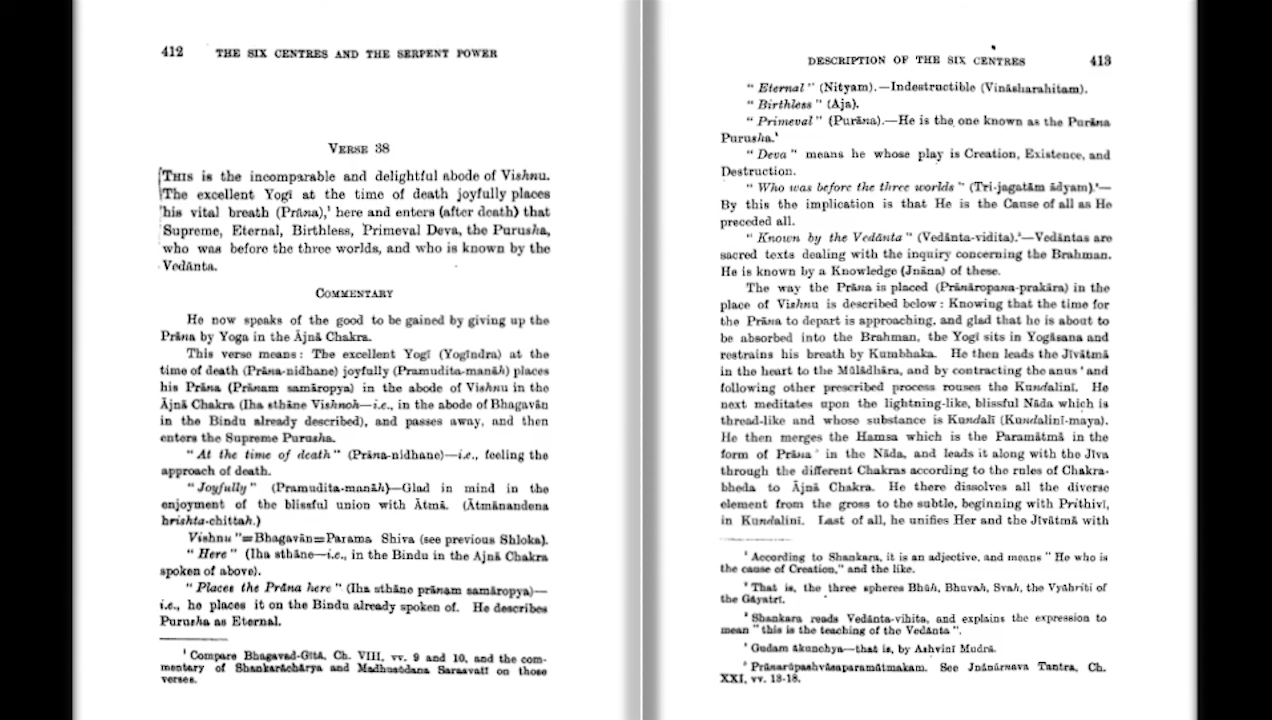 412 THE SIX CENTRES AND THE SERPENT POWER
VERSE 38
THIS is the incomparable and delightful abode of Vishnu.
The excellent Yogī at the time of death joyfully places
his vital breath (Prāna),¹ here and enters (after death) that
Supreme, Eternal, Birthless, Primeval Deva, the Purusha,
who was before the three worlds, and who is known by the
Vedānta.
COMMENTARY
He now speaks of the good to be gained by giving up the
Prāna by Yoga in the Ājnā Chakra.
This verse means: The excellent Yogī (Yogīndra) at the
time of death (Prāna-nidhane) joyfully (Pramudita-manāh) places
his Prāna (Prānam samāropya) in the abode of Vishnu in the
Ājnā Chakra (Iha sthāne Vishnoh—i.e., in the abode of Bhagavān
in the Bindu already described), and passes away, and then
enters the Supreme Purusha.
"At the time of death" (Prāna-nidhane)—i.e., feeling the
approach of death.
"Joyfully" (Pramudita-manāh)—Glad in mind in the
enjoyment of the blissful union with Ātmā. (Ātmānandena
hrishta-chittah.)
Vishnu "=Bhagavān=Parama Shiva (see previous Shloka).
"Here" (Iha sthāne—i.e., in the Bindu in the Ajnā Chakra
spoken of above).
"Places the Prāna here" (Iha sthāne prānam samāropya)—
i.e., he places it on the Bindu already spoken of. He describes
Purusha as Eternal.
¹ Compare Bhagavad-Gītā, Ch. VIII, vv. 9 and 10, and the com-
mentary of Shankarāchārya and Madhusūdana Sarasvatī on those
verses.
DESCRIPTION OF THE SIX CENTRES 413
"Eternal" (Nityam).—Indestructible (Vināsharahitam).
"Birthless" (Aja).
"Primeval" (Purāna).—He is the one known as the Purāna
Purusha.¹
"Deva" means he whose play is Creation, Existence, and
Destruction.
"Who was before the three worlds" (Tri-jagatām ādyam).²—
By this the implication is that He is the Cause of all as He
preceded all.
"Known by the Vedānta" (Vedānta-vidita).³—Vedāntas are
sacred texts dealing with the inquiry concerning the Brahman.
He is known by a Knowledge (Jnāna) of these.
The way the Prāna is placed (Prānāropana-prakāra) in the
place of Vishnu is described below: Knowing that the time for
the Prāna to depart is approaching, and glad that he is about to
be absorbed into the Brahman, the Yogī sits in Yogāsana and
restrains his breath by Kumbhaka. He then leads the Jīvātmā
in the heart to the Mūlādhāra, and by contracting the anus⁴ and
following other prescribed process rouses the Kundalinī. He
next meditates upon the lightning-like, blissful Nāda which is
thread-like and whose substance is Kundalī (Kundalinī-maya).
He then merges the Hamsa which is the Paramātmā in the
form of Prāna⁵ in the Nāda, and leads it along with the Jīva
through the different Chakras according to the rules of Chakra-
bheda to Ājnā Chakra. He there dissolves all the diverse
element from the gross to the subtle, beginning with Prithivī,
in Kundalinī. Last of all, he unifies Her and the Jīvātmā with
¹ According to Shankara, it is an adjective, and means "He who is
the cause of Creation," and the like.
² That is, the three spheres Bhūh, Bhuvah, Svah, the Vyāhriti of
the Gāyatrī.
³ Shankara reads Vedānta-vihita, and explains the expression to
mean "this is the teaching of the Vedānta".
⁴ Gudam ākunchya—that is, by Ashvinī Mudrā.
⁵ Prānarūpashvāsaparamātmakam. See Jnānārnava Tantra, Ch.
XXI, vv. 13-18.